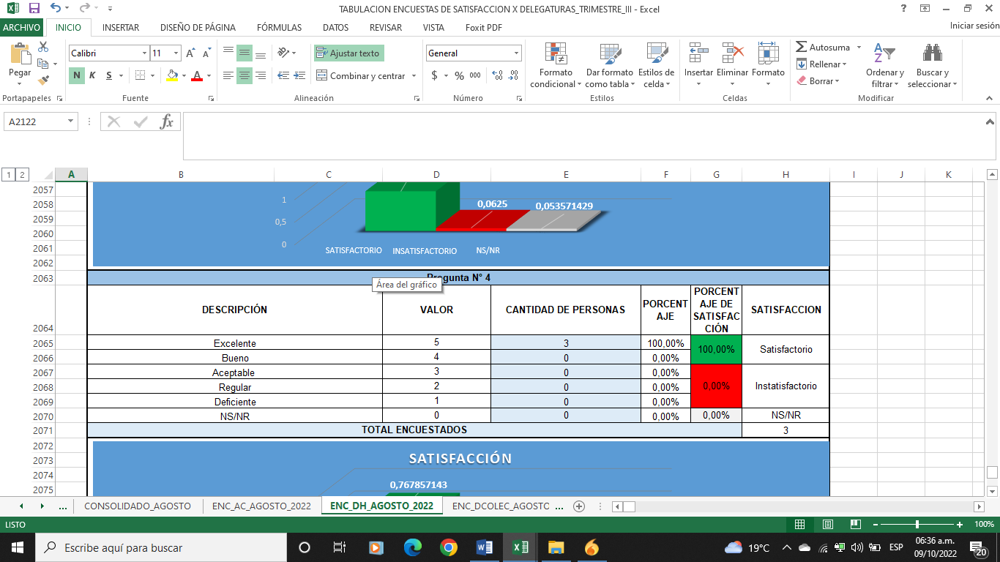 TABULACION ENCUESTAS DE SATISFACCION X DELEGATURAS_TRIMESTRE_III - Excel
ARCHIVO INICIO INSERTAR DISEÑO DE PÁGINA FÓRMULAS DATOS REVISAR VISTA Foxit PDF Iniciar sesión
Pegar
Calibri 11
N K S
Ajustar texto
Combinar y centrar
General
$ % 000
Formato condicional
Dar formato como tabla
Estilos de celda
Insertar Eliminar Formato
Autosuma
Rellenar
Borrar
Ordenar y filtrar
Buscar y seleccionar
Portapapeles Fuente Alineación Número Estilos Celdas Modificar
A2122 fx
1 2 A B C D E F G H I J K
2057
2058 1 0,0625 0,053571429
2059 0,5
2060
2061 0
SATISFACTORIO INSATISFACTORIO NS/NR
2062
2063 Pregunta N° 4
Área del gráfico
2064 DESCRIPCIÓN VALOR CANTIDAD DE PERSONAS PORCENTAJE PORCENTAJE DE SATISFACCIÓN SATISFACCION
2065 Excelente 5 3 100,00% 100,00% Satisfactorio
2066 Bueno 4 0 0,00%
2067 Aceptable 3 0 0,00%
2068 Regular 2 0 0,00% 0,00% Instatisfactorio
2069 Deficiente 1 0 0,00%
2070 NS/NR 0 0 0,00% 0,00% NS/NR
2071 TOTAL ENCUESTADOS 3
2072
2073 SATISFACCIÓN
2074
2075 0,767857143
... CONSOLIDADO_AGOSTO ENC_AC_AGOSTO_2022 ENC_DH_AGOSTO_2022 ENC_DCOLEC_AGOSTO ...
LISTO 100%
Escribe aquí para buscar 19°C ESP 06:36 a.m.
09/10/2022 20